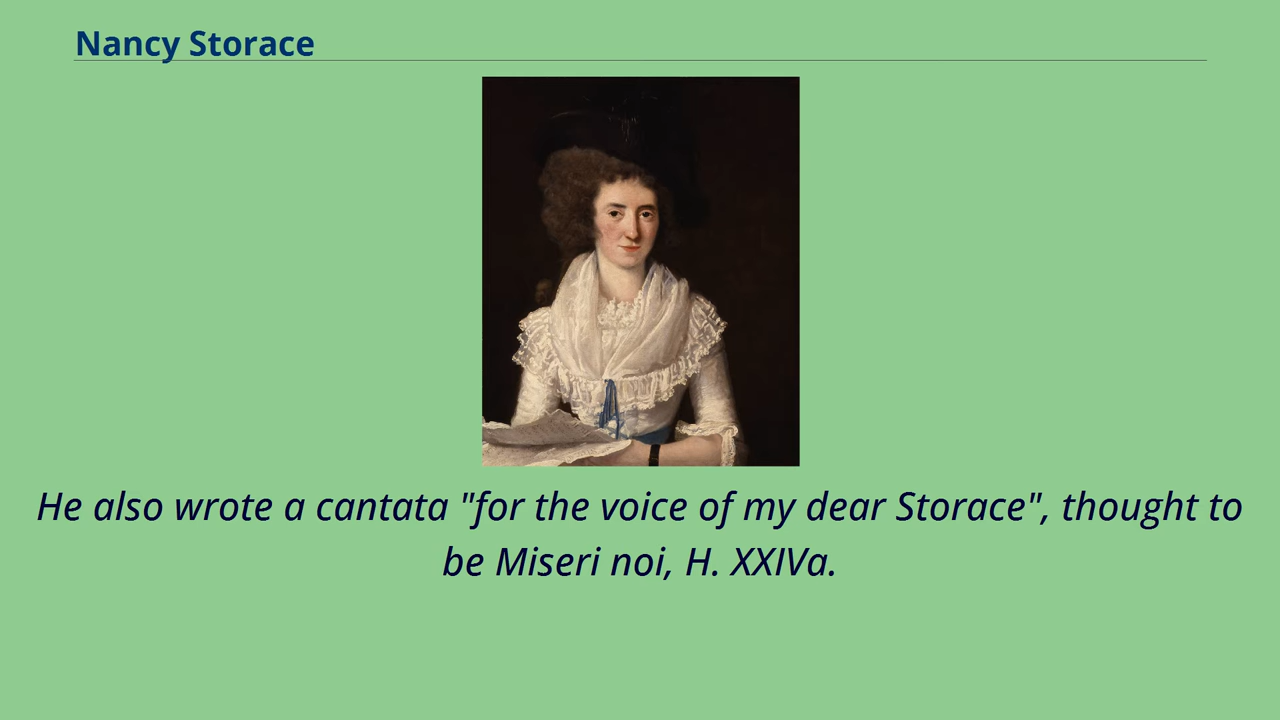 Nancy Storace
He also wrote a cantata "for the voice of my dear Storace", thought to
be Miseri noi, H. XXIVa.